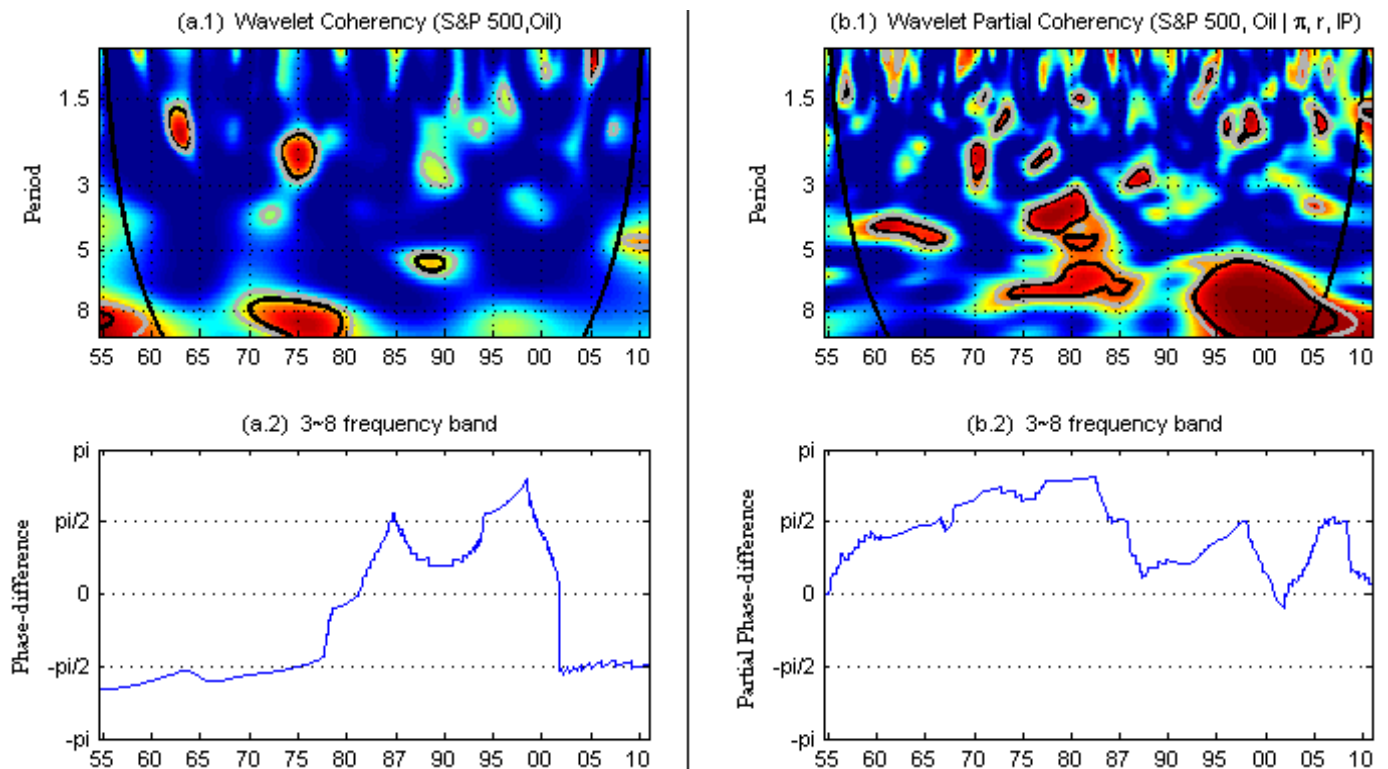 (a.1) Wavelet Coherency (S&P 500,Oil)
Period
1.5
3
5
8
55 60 65 70 75 80 87 90 95 00 05 10
(a.2) 3~8 frequency band
Phase-difference
pi
pi/2
0
-pi/2
-pi
55 60 65 70 75 80 87 90 95 00 05 10
(b.1) Wavelet Partial Coherency (S&P 500, Oil | π, r, IP)
Period
1.5
3
5
8
55 60 65 70 75 80 87 90 95 00 05 10
(b.2) 3~8 frequency band
Partial Phase-difference
pi
pi/2
0
-pi/2
-pi
55 60 65 70 75 80 87 90 95 00 05 10